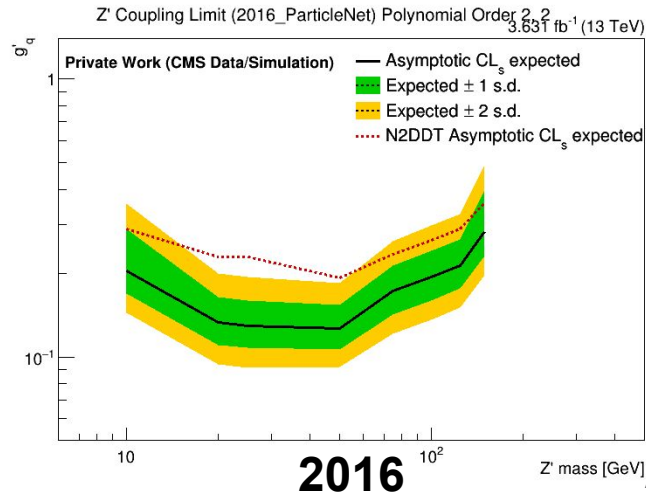 Z' Coupling Limit (2016_ParticleNet) Polynomial Order 2, 2
3.631 fb⁻¹ (13 TeV)
g'q
Private Work (CMS Data/Simulation)
Asymptotic CLs expected
Expected ± 1 s.d.
Expected ± 2 s.d.
N2DDT Asymptotic CLs expected
1
10⁻¹
10
10²
2016
Z' mass [GeV]